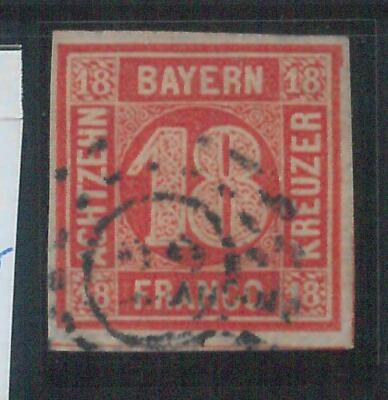 18 BAYERN 18
ACHTZEHN
18
KREUZER
18 FRANCO 18